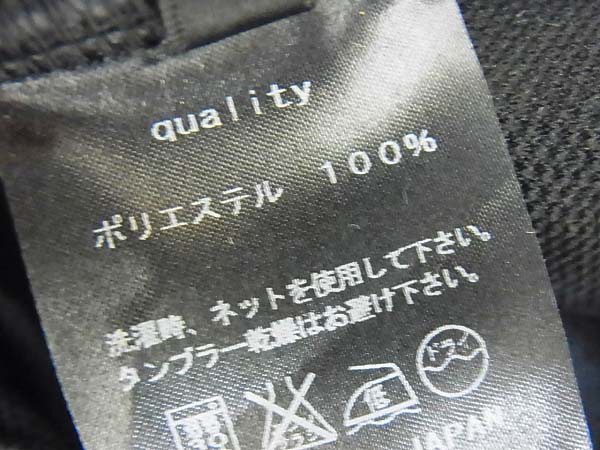 quality
ポリエステル 100%
洗濯時、ネットを使用して下さい。
タンブラー乾燥はお避け下さい。
低 ドライ
JAPAN